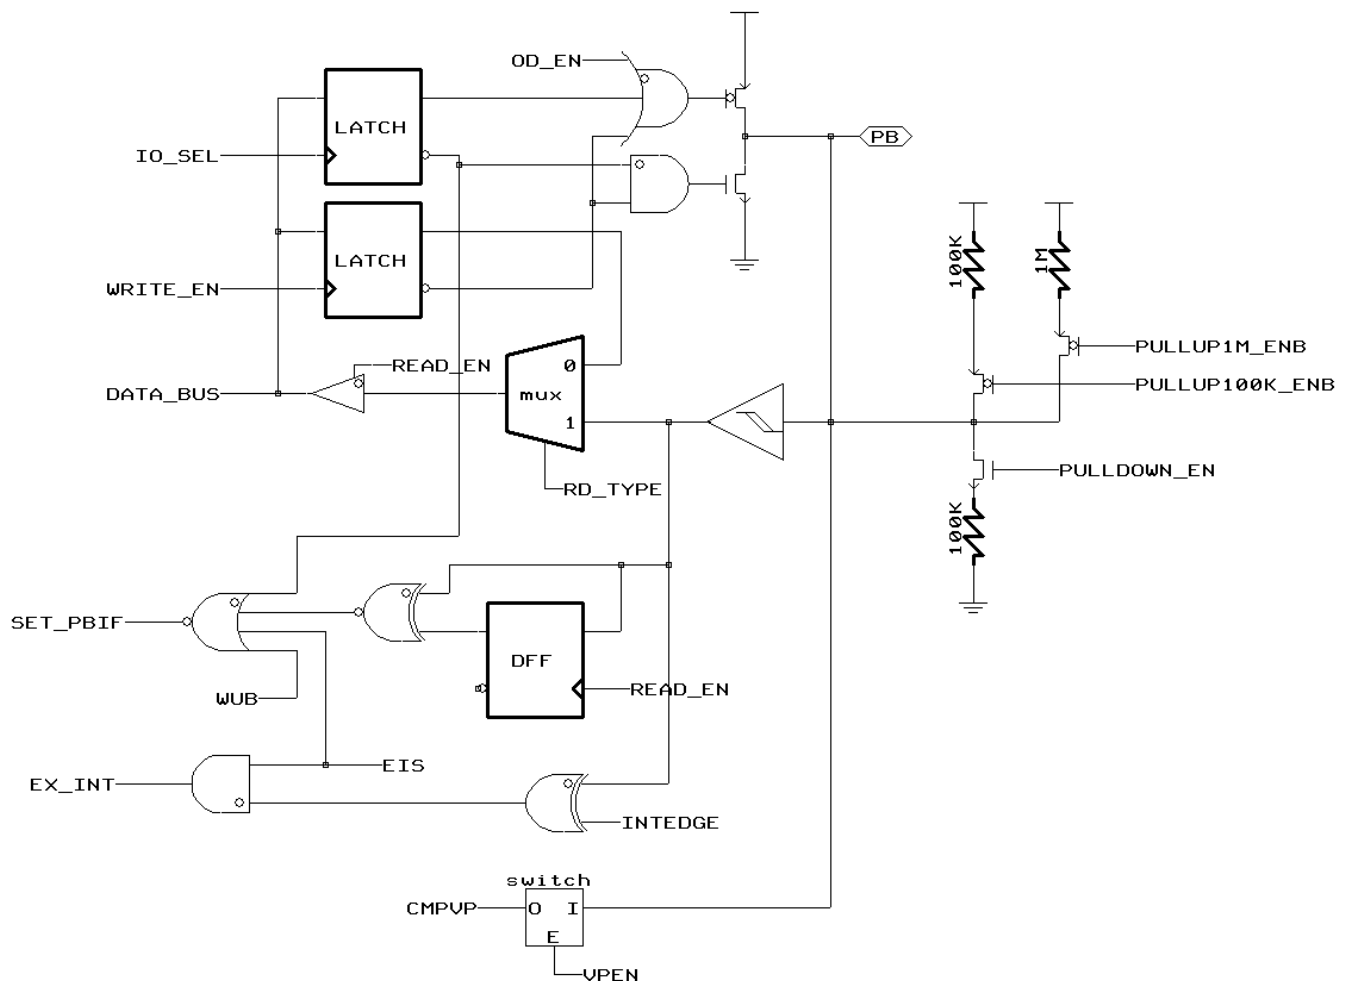 OD_EN
LATCH
PB
IO_SEL
100K
1M
LATCH
WRITE_EN
PULLUP1M_ENB
READ_EN
0
PULLUP100K_ENB
DATA_BUS
mux
1
PULLDOWN_EN
RD_TYPE
100K
SET_PBIF
DFF
WUB
READ_EN
EIS
EX_INT
INTEDGE
switch
CMPVP
O I
E
VPEN